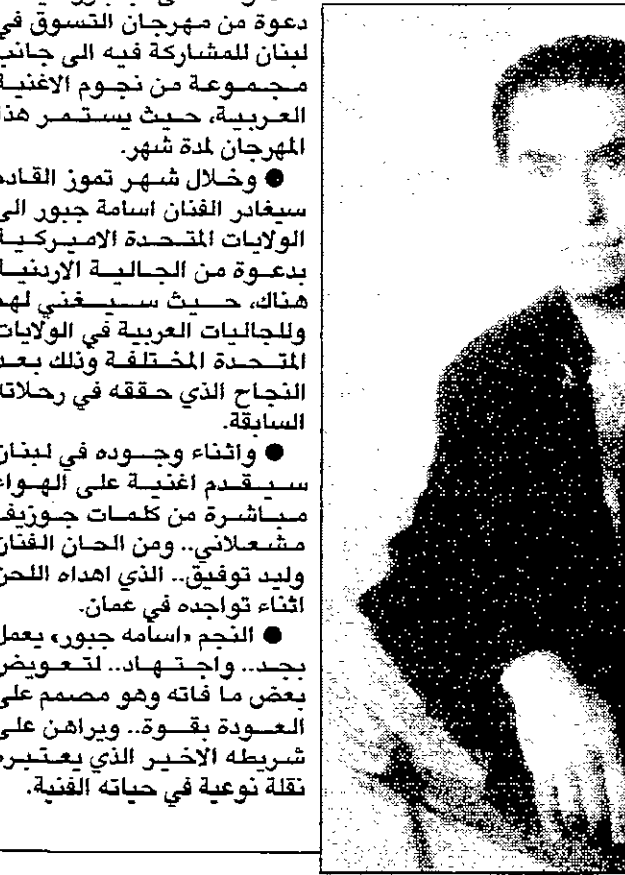 دعوة من مهرجان التسوق في
لبنان للمشاركة فيه الى جانب
مجموعة من نجوم الاغنية
العربية، حيث يستمر هذا
المهرجان لمدة شهر.
● وخلال شهر تموز القادم
سيغادر الفنان اسامة جبور الى
الولايات المتحدة الاميركية
بدعوة من الجالية الاردنية
هناك، حيث سيغني لهم
وللجاليات العربية في الولايات
المتحدة المختلفة وذلك بعد
النجاح الذي حققه في رحلاته
السابقة.
● واثناء وجوده في لبنان
سيقدم اغنية على الهواء
مباشرة من كلمات جوزيف
مشعلاني.. ومن الحان الفنان
وليد توفيق.. الذي اهداه اللحن
اثناء تواجده في عمان.
● النجم «اسامه جبور» يعمل
بجد.. واجتهاد.. لتعويض
بعض ما فاته وهو مصمم على
العودة بقوة.. ويراهن على
شريطه الاخير الذي يعتبره
نقلة نوعية في حياته الفنية.